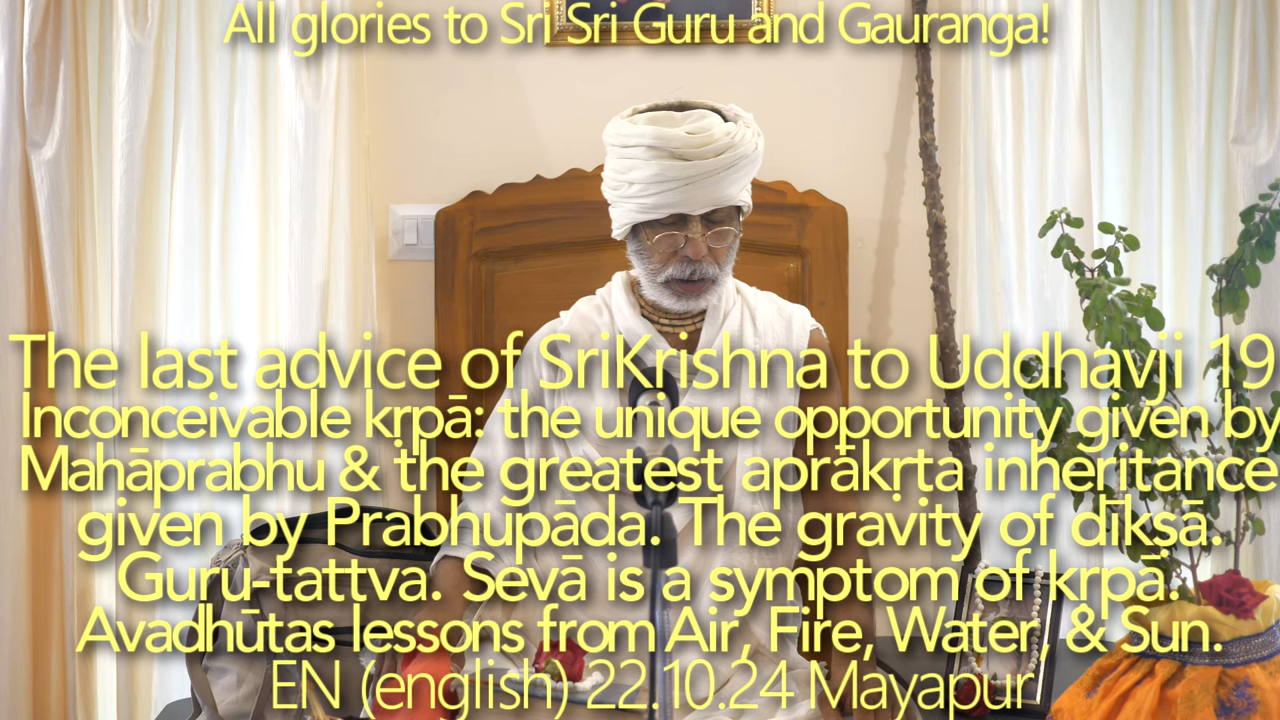 All glories to Sri Sri Guru and Gauranga!
The last advice of SriKrishna to Uddhavji 19
Inconceivable kṛpā: the unique opportunity given by
Mahāprabhu & the greatest aprākṛta inheritance
given by Prabhupāda. The gravity of dīkṣā.
Guru-tattva. Sevā is a symptom of kṛpā.
Avadhūtas lessons from Air, Fire, Water, & Sun.
EN (english) 22.10.24 Mayapur